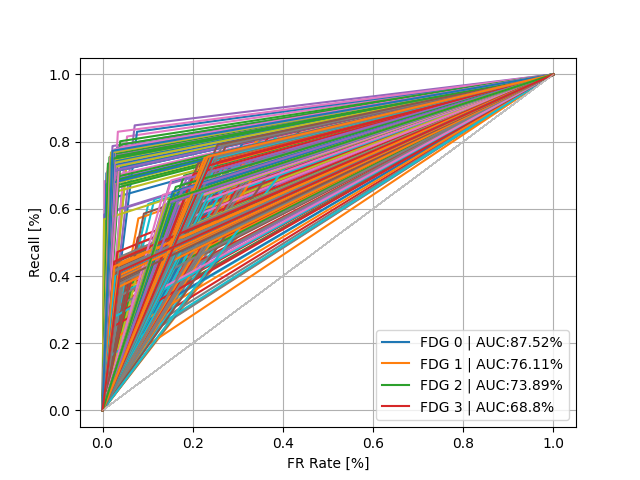 1.0
0.8
0.6
0.4
0.2
0.0
Recall [%]
0.0 0.2 0.4 0.6 0.8 1.0
FR Rate [%]
FDG 0 | AUC:87.52%
FDG 1 | AUC:76.11%
FDG 2 | AUC:73.89%
FDG 3 | AUC:68.8%